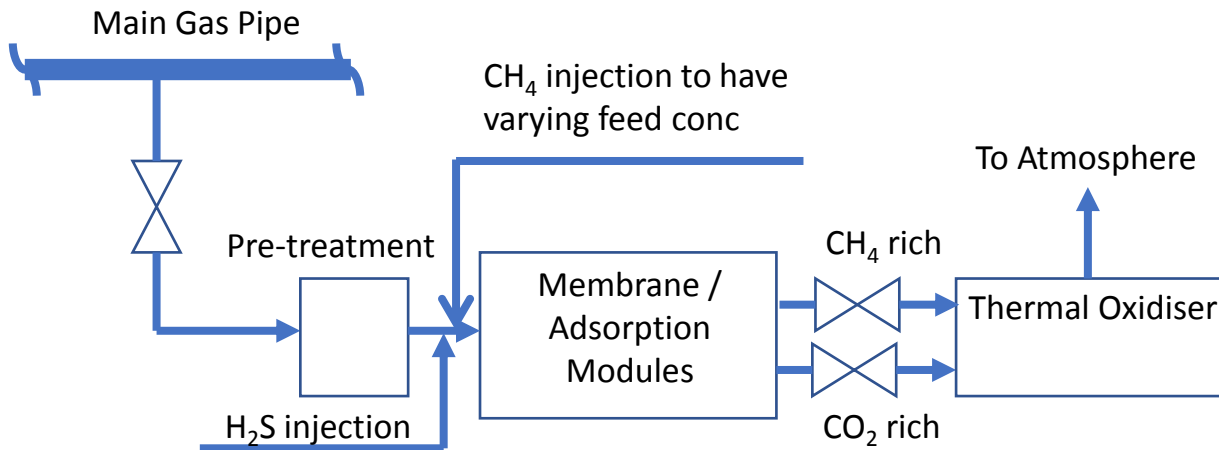 Main Gas Pipe
CH₄ injection to have
varying feed conc
To Atmosphere
Pre-treatment
CH₄ rich
Membrane /
Adsorption
Modules
Thermal Oxidiser
H₂S injection
CO₂ rich